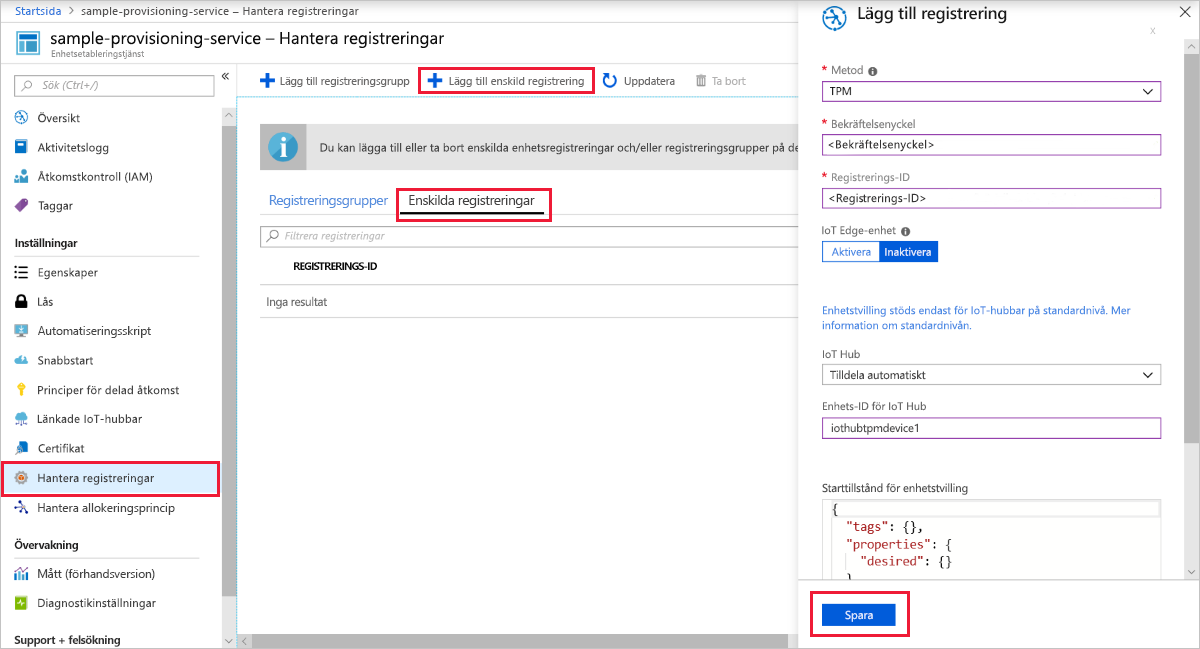 Startsida > sample-provisioning-service – Hantera registreringar
sample-provisioning-service – Hantera registreringar
Enhetsetableringstjänst
Sök (Ctrl+/)
«
Översikt
Aktivitetslogg
Åtkomstkontroll (IAM)
Taggar
Inställningar
Egenskaper
Lås
Automatiseringsskript
Snabbstart
Principer för delad åtkomst
Länkade IoT-hubbar
Certifikat
Hantera registreringar
Hantera allokeringsprincip
Övervakning
Mått (förhandsversion)
Diagnostikinställningar
Support + felsökning
Lägg till registreringsgrupp
Lägg till enskild registrering
Uppdatera
Ta bort
Du kan lägga till eller ta bort enskilda enhetsregistreringar och/eller registreringsgrupper på de
Registreringsgrupper
Enskilda registreringar
Filtrera registreringar
REGISTRERINGS-ID
Inga resultat
Lägg till registrering
x
* Metod
TPM
* Bekräftelsenyckel
<Bekräftelsenyckel>
* Registrerings-ID
<Registrerings-ID>
IoT Edge-enhet
Aktivera Inaktivera
Enhetstvilling stöds endast för IoT-hubbar på standardnivå. Mer
information om standardnivån.
IoT Hub
Tilldela automatiskt
Enhets-ID för IoT Hub
iothubtpmdevice1
Starttillstånd för enhetstvilling
{
"tags": {},
"properties": {
"desired": {}
}
Spara